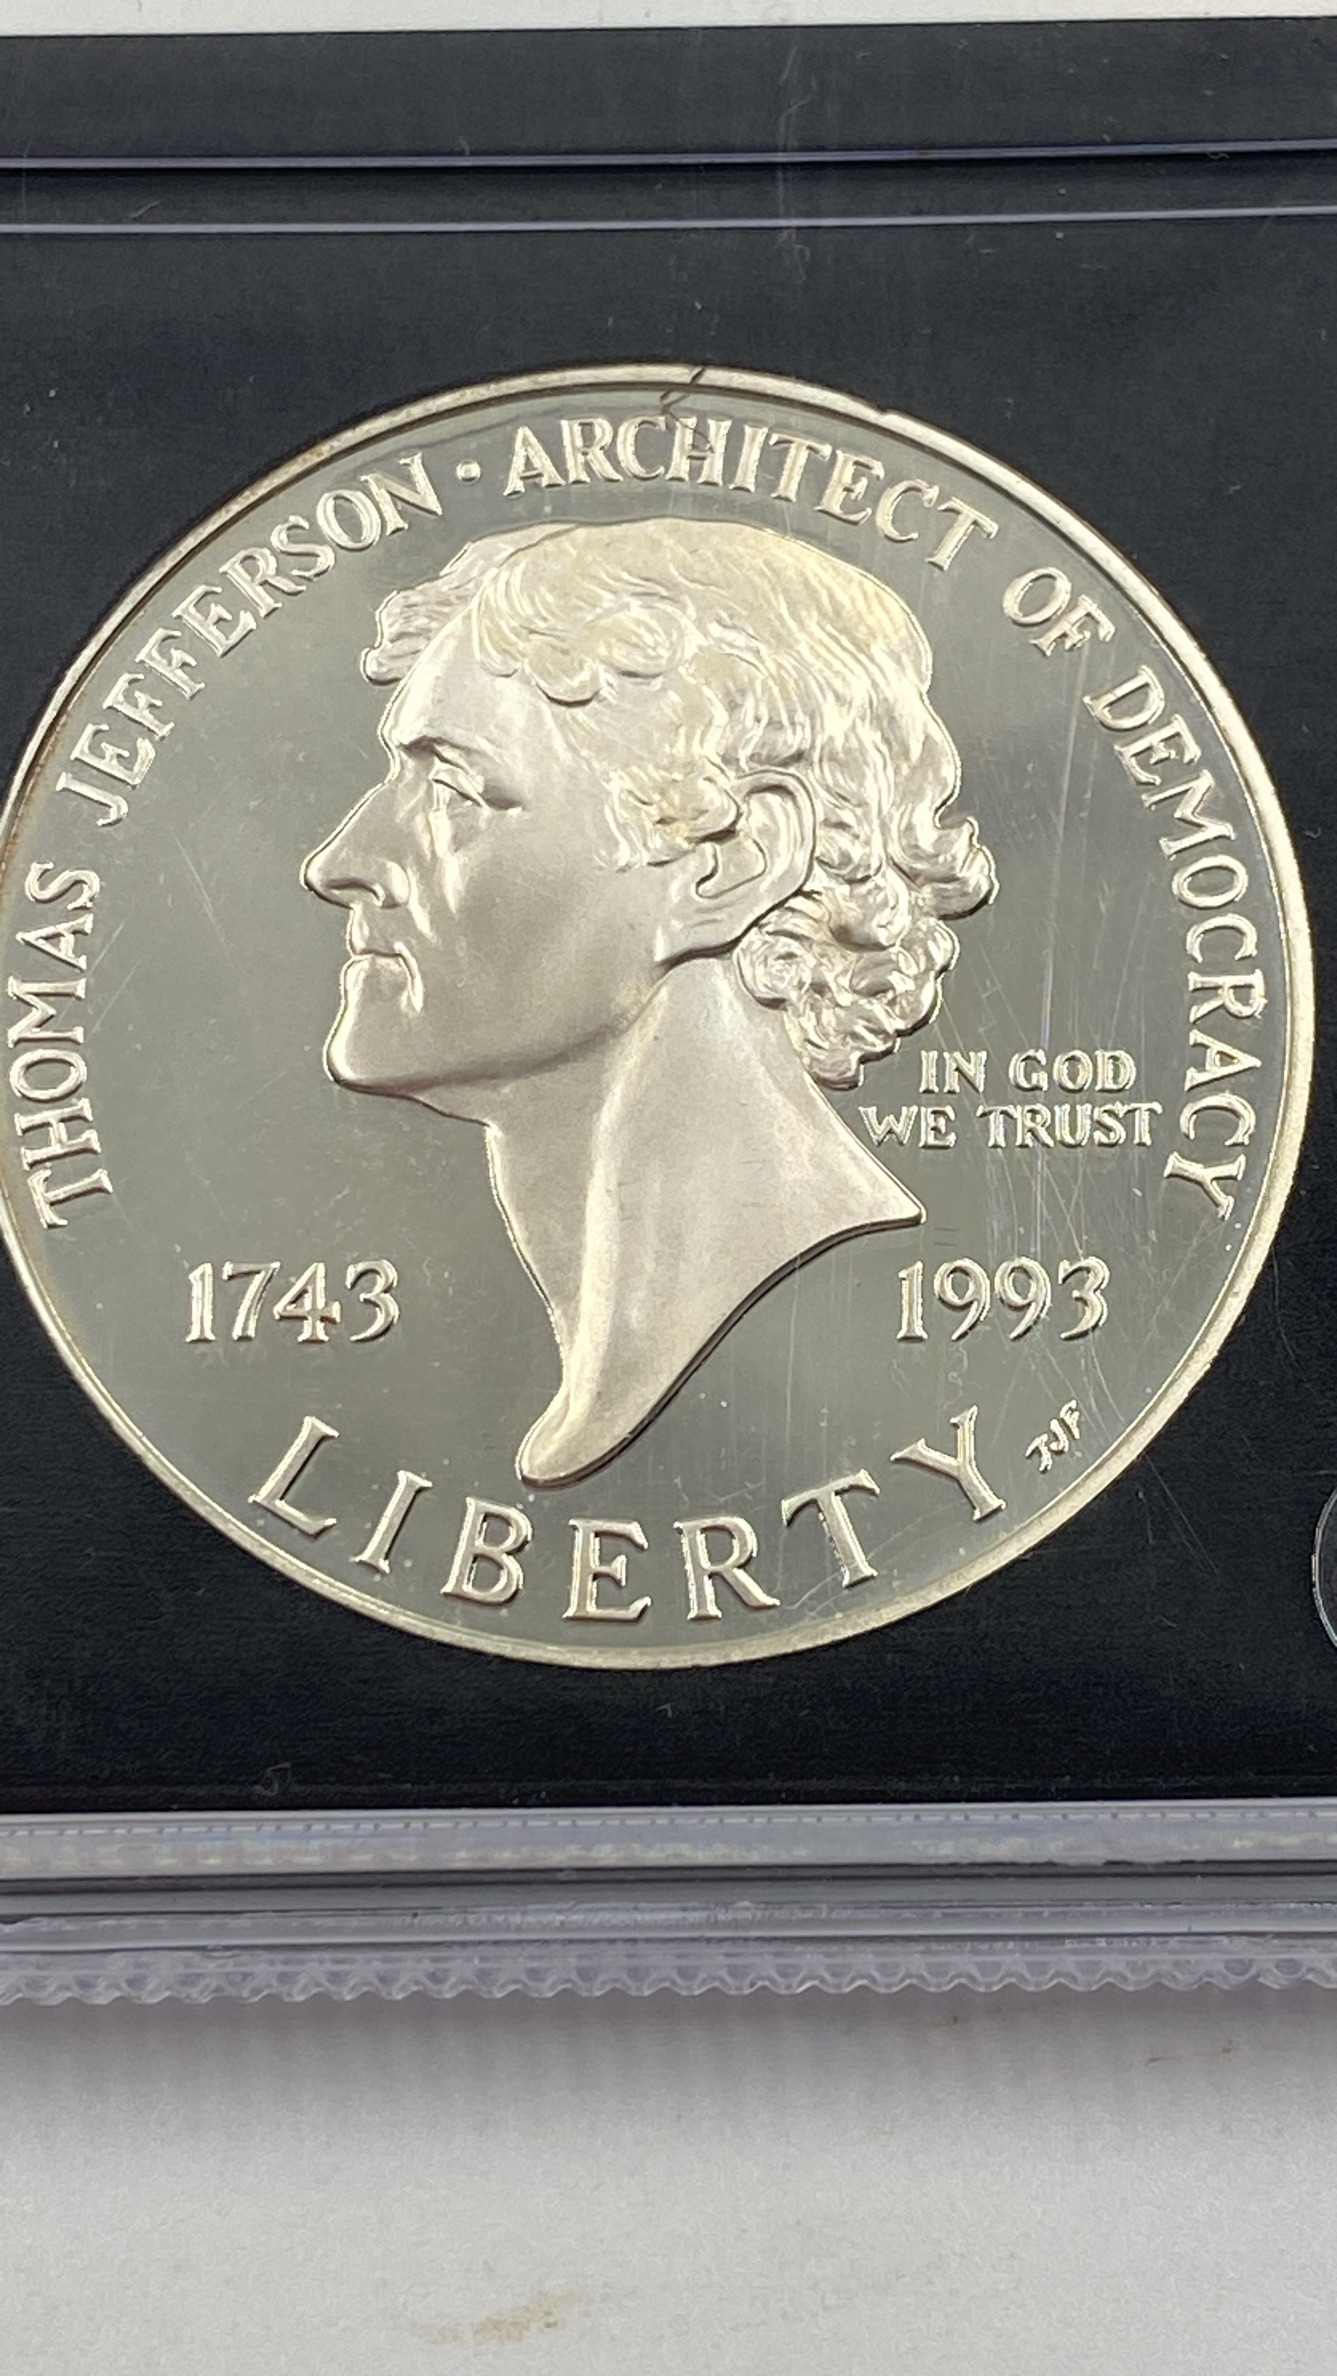 THOMAS JEFFERSON · ARCHITECT OF DEMOCRACY
IN GOD
WE TRUST
1743 1993
LIBERTY
TJF